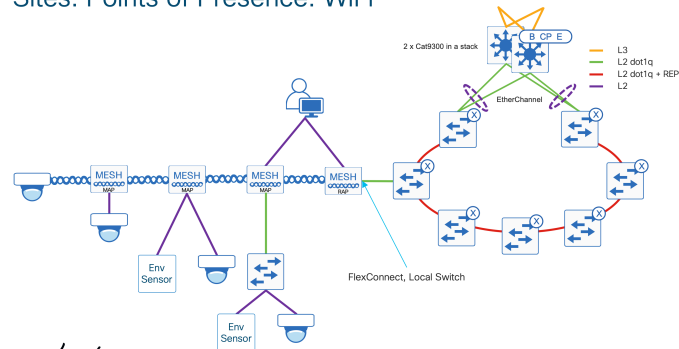 Sites: Points of Presence: WiFi
2 x Cat9300 in a stack
B CP E
L3
L2 dot1q
L2 dot1q + REP
L2
EtherChannel
X
X
MESH
MAP
MESH
MAP
MESH
MAP
MESH
RAP
X
X
X
X
X
FlexConnect, Local Switch
Env
Sensor
Env
Sensor